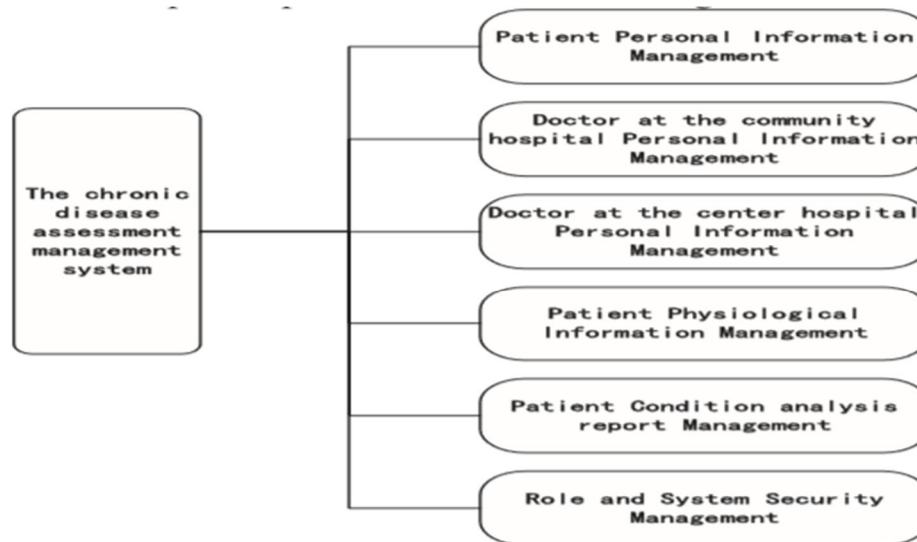 The chronic
disease
assessment
management
system
Patient Personal Information
Management
Doctor at the community
hospital Personal Information
Management
Doctor at the center hospital
Personal Information
Management
Patient Physiological
Information Management
Patient Condition analysis
report Management
Role and System Security
Management